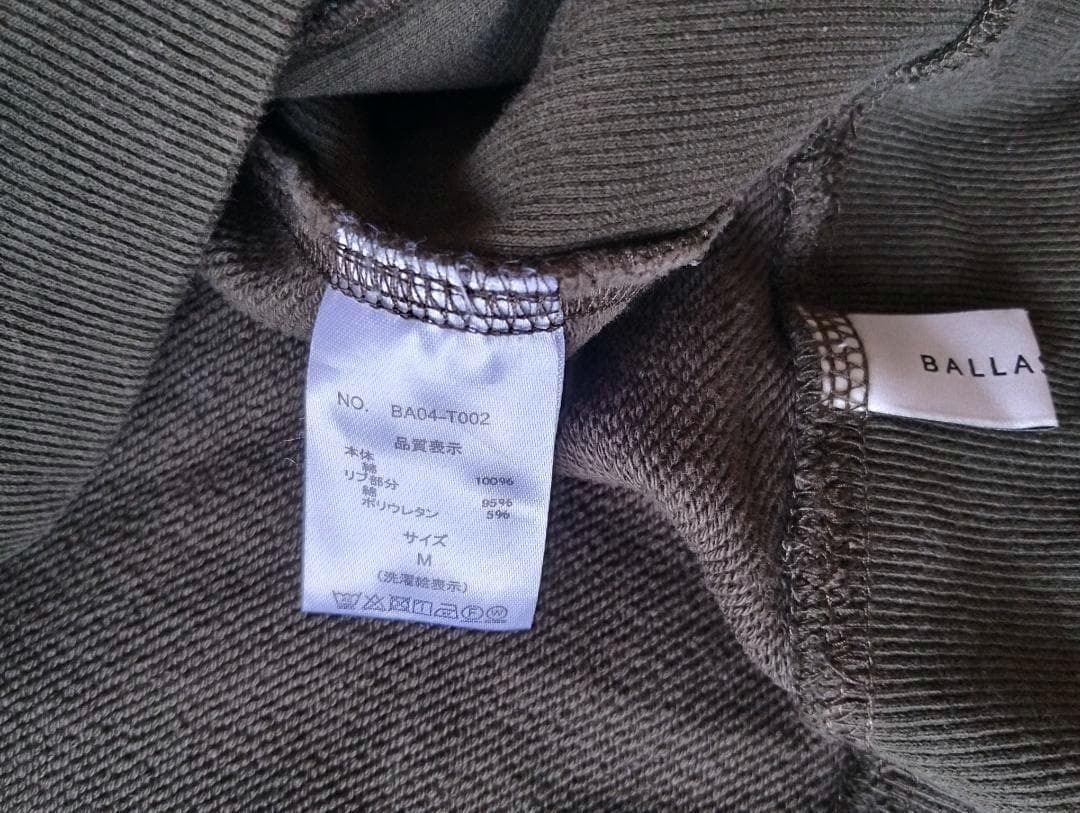 NO. BA04-T002
品質表示
本体
綿 100%
リブ部分
綿 95%
ポリウレタン 5%
サイズ
M
(洗濯絵表示)
BALLA